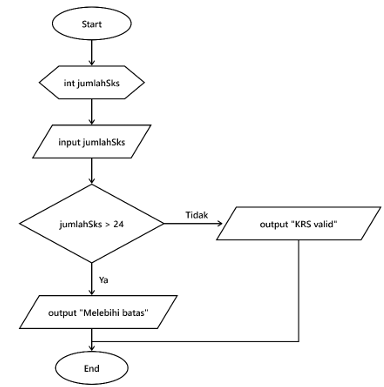 Start
int jumlahSks
input jumlahSks
jumlahSks > 24
Tidak
output "KRS valid"
Ya
output "Melebihi batas"
End